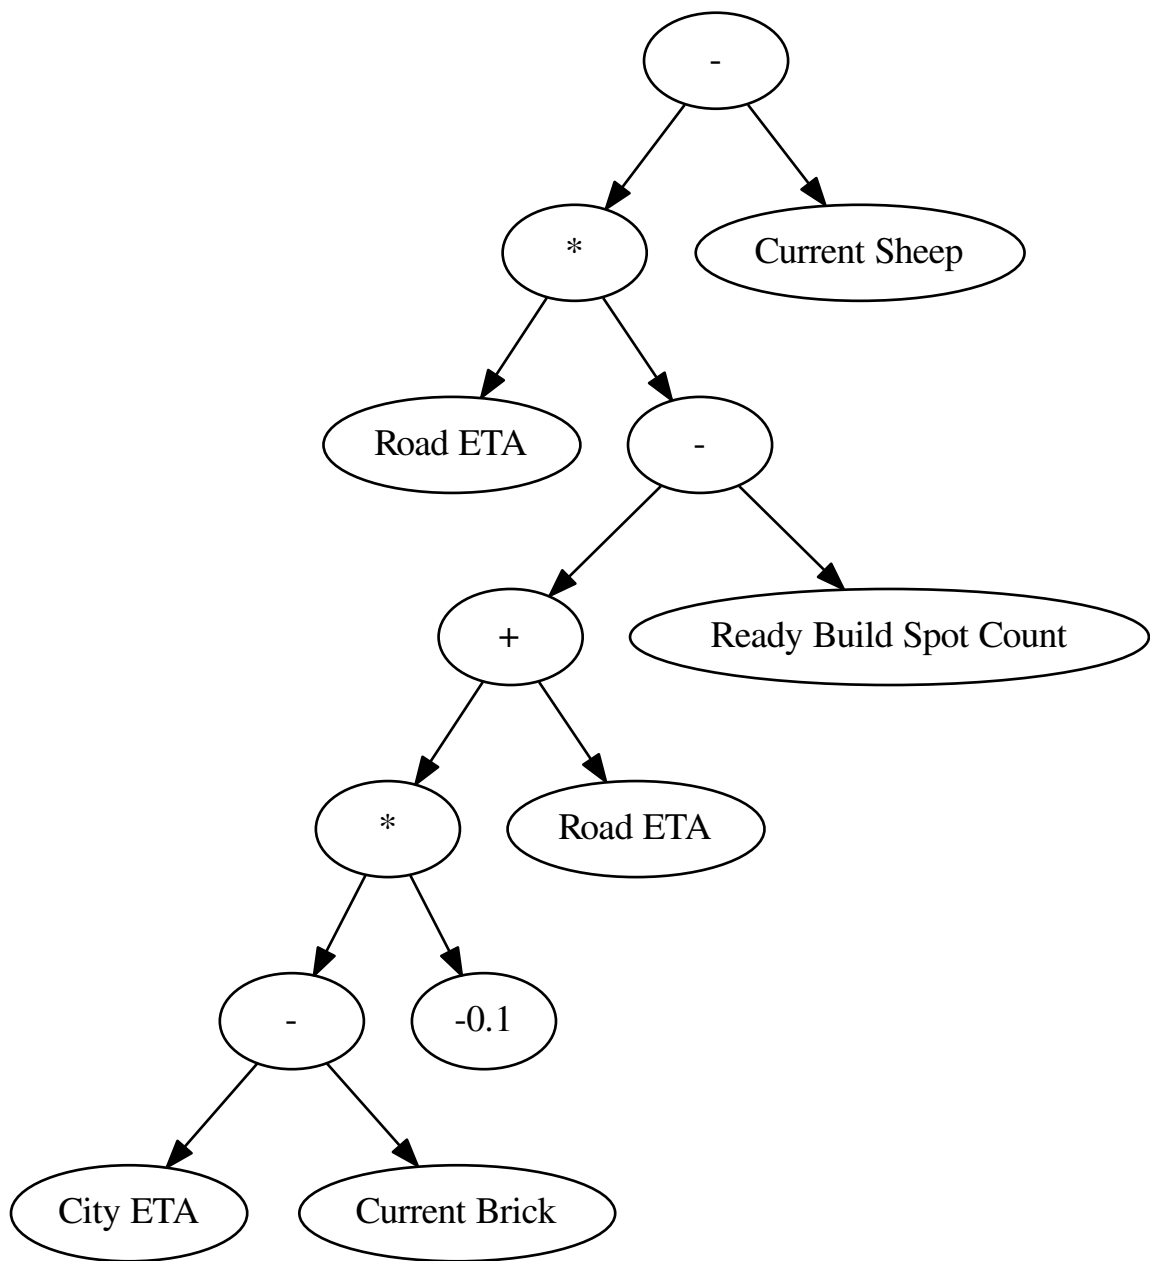 -
*
Current Sheep
Road ETA
-
+
Ready Build Spot Count
*
Road ETA
-
-0.1
City ETA
Current Brick